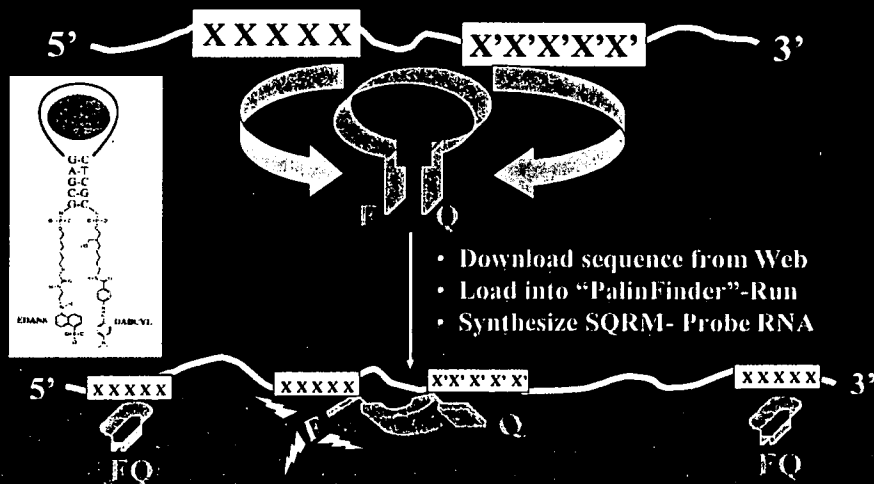 5' X X X X X X'X'X'X'X' 3'
G C
A T
G C
C G
G C
F Q
EDANS DABCYL
• Download sequence from Web
• Load into “PalinFinder”-Run
• Synthesize SQRM- Probe RNA
5' XXXXX XXXXX X'X'X'X'X' XXXXX 3'
F Q
FQ FQ